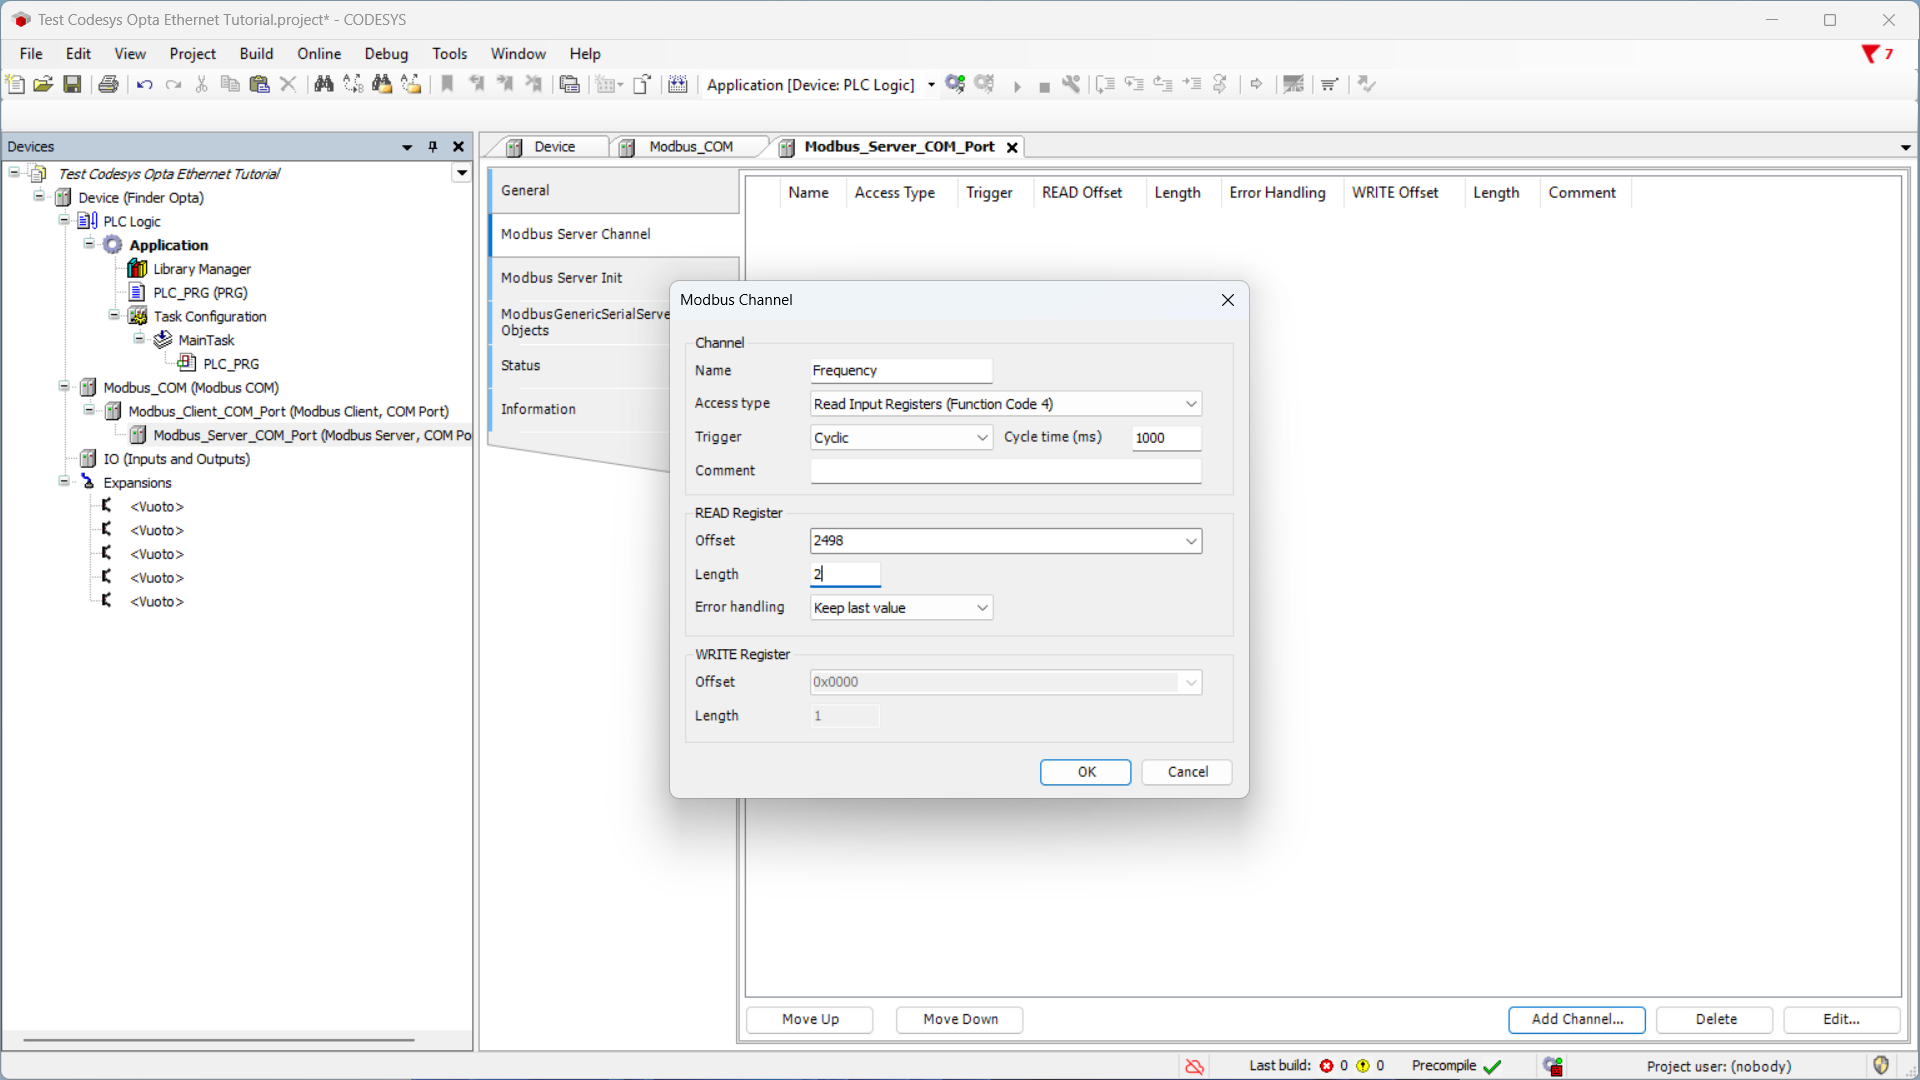 Test Codesys Opta Ethernet Tutorial.project* - CODESYS
File Edit View Project Build Online Debug Tools Window Help
7
Application [Device: PLC Logic]
Devices
Test Codesys Opta Ethernet Tutorial
Device (Finder Opta)
PLC Logic
Application
Library Manager
PLC_PRG (PRG)
Task Configuration
MainTask
PLC_PRG
Modbus_COM (Modbus COM)
Modbus_Client_COM_Port (Modbus Client, COM Port)
Modbus_Server_COM_Port (Modbus Server, COM Po
IO (Inputs and Outputs)
Expansions
<Vuoto>
<Vuoto>
<Vuoto>
<Vuoto>
<Vuoto>
Device Modbus_COM Modbus_Server_COM_Port
General
Modbus Server Channel
Modbus Server Init
ModbusGenericSerialServe
Objects
Status
Information
Name Access Type Trigger READ Offset Length Error Handling WRITE Offset Length Comment
Modbus Channel
Channel
Name Frequency
Access type Read Input Registers (Function Code 4)
Trigger Cyclic Cycle time (ms) 1000
Comment
READ Register
Offset 2498
Length 2
Error handling Keep last value
WRITE Register
Offset 0x0000
Length 1
OK Cancel
Move Up Move Down Add Channel... Delete Edit...
Last build: 0 0 Precompile Project user: (nobody)